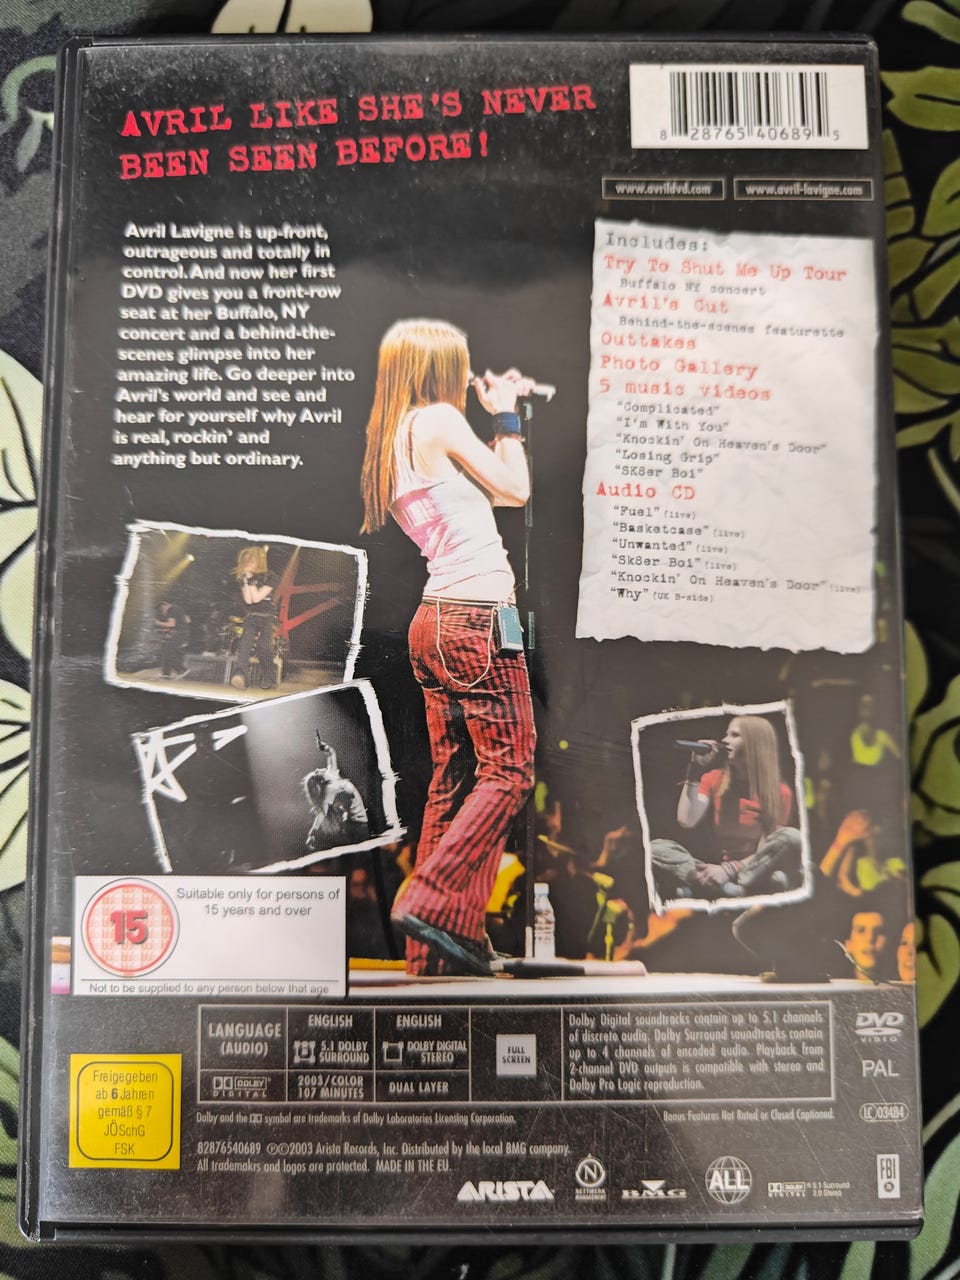 AVRIL LIKE SHE'S NEVER
BEEN SEEN BEFORE!
8 28765 40689 5
www.avrildvd.com
www.avril-lavigne.com
Avril Lavigne is up-front,
outrageous and totally in
control. And now her first
DVD gives you a front-row
seat at her Buffalo, NY
concert and a behind-the-
scenes glimpse into her
amazing life. Go deeper into
Avril's world and see and
hear for yourself why Avril
is real, rockin' and
anything but ordinary.
Includes:
Try To Shut Me Up Tour
Buffalo NY concert
Avril's Cut
Behind-the-scenes featurette
Outtakes
Photo Gallery
5 music videos
"Complicated"
"I'm With You"
"Knockin' On Heaven's Door"
"Losing Grip"
"SK8er Boi"
Audio CD
"Fuel" (live)
"Basketcase" (live)
"Unwanted" (live)
"Sk8er Boi" (live)
"Knockin' On Heaven's Door" (live)
"Why" (UK B-side)
15
Suitable only for persons of
15 years and over
Not to be supplied to any person below that age
Freigegeben
ab 6 Jahren
gemäß § 7
JÖSchG
FSK
LANGUAGE
(AUDIO)
ENGLISH
5.1 DOLBY
SURROUND
ENGLISH
DOLBY DIGITAL
STEREO
DOLBY
DIGITAL
2003/COLOR
107 MINUTES
DUAL LAYER
FULL
SCREEN
Dolby Digital soundtracks contain up to 5.1 channels
of discrete audio. Dolby Surround soundtracks contain
up to 4 channels of encoded audio. Playback from
2-channel DVD outputs is compatible with stereo and
Dolby Pro Logic reproduction.
DVD
VIDEO
PAL
LC 03484
Dolby and the DD symbol are trademarks of Dolby Laboratories Licensing Corporation.
Bonus Features Not Rated or Closed Captioned.
82876540689 ℗©2003 Arista Records, Inc. Distributed by the local BMG company.
All trademakrs and logos are protected. MADE IN THE EU.
ARISTA
N
NETTWERK
MANAGEMENT
BMG
ALL
DOLBY
DIGITAL
5.1 Surround
2.0 Stereo
FBI